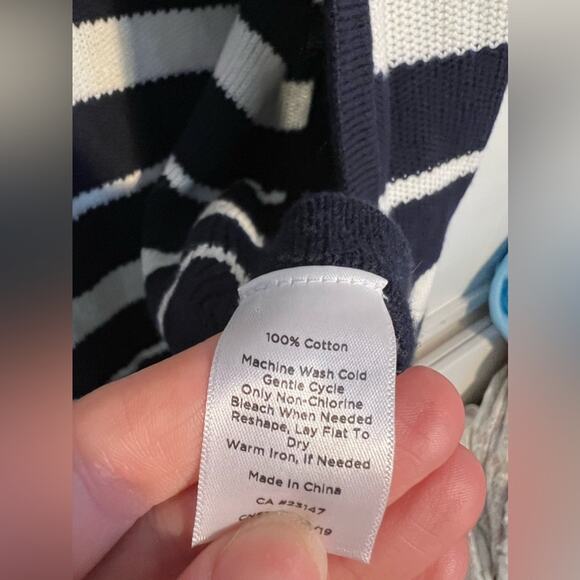 100% Cotton
Machine Wash Cold
Gentle Cycle
Only Non-Chlorine
Bleach When Needed
Reshape, Lay Flat To
Dry
Warm Iron, If Needed
Made in China
CA #23147